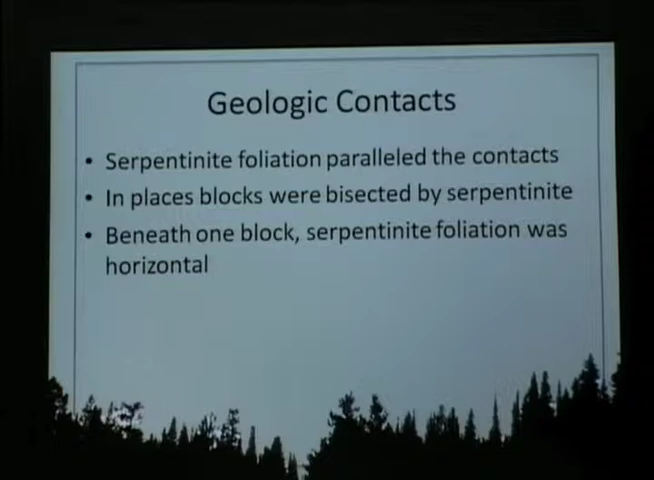 Geologic Contacts
• Serpentinite foliation paralleled the contacts
• In places blocks were bisected by serpentinite
• Beneath one block, serpentinite foliation was
horizontal